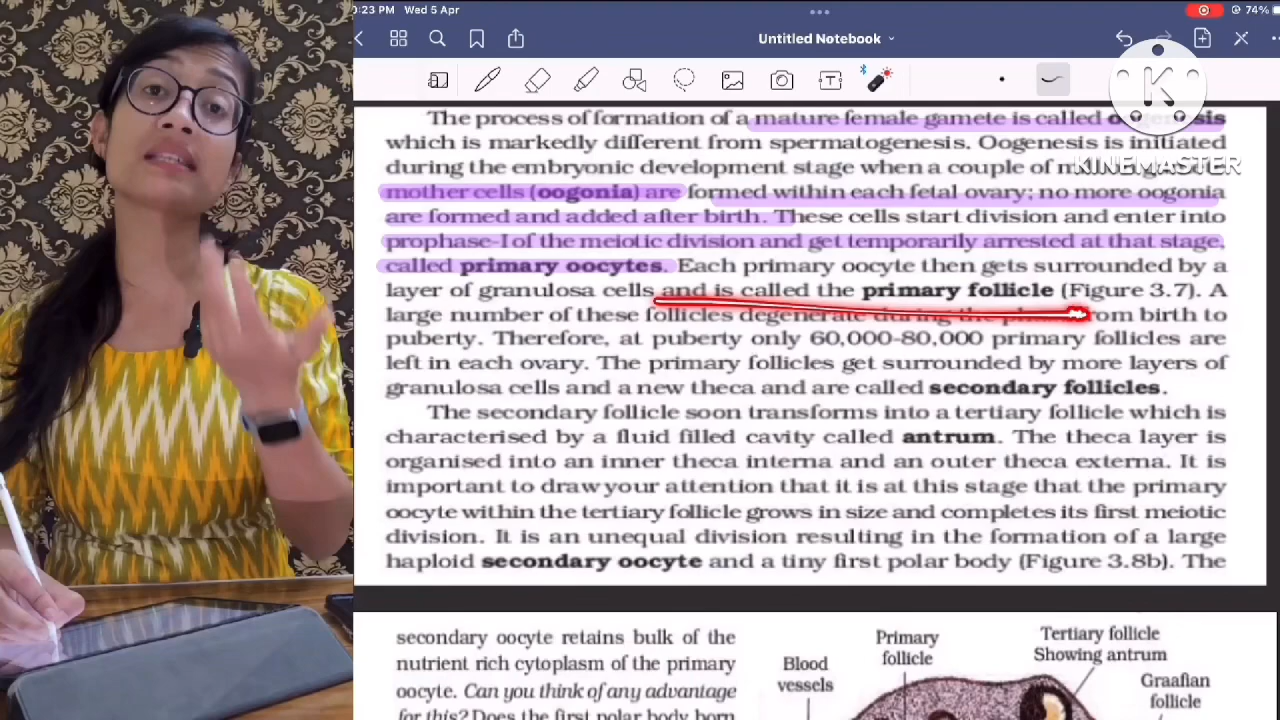 0:23 PM Wed 5 Apr
74%
Untitled Notebook
K
KINEMASTER
The process of formation of a mature female gamete is called
which is markedly different from spermatogenesis. Oogenesis is initiated
during the embryonic development stage when a couple of
mother cells (oogonia) are formed within each fetal ovary; no more oogonia
are formed and added after birth. These cells start division and enter into
prophase-I of the meiotic division and get temporarily arrested at that stage,
called primary oocytes. Each primary oocyte then gets surrounded by a
layer of granulosa cells and is called the primary follicle (Figure 3.7). A
large number of these follicles degenerate during the phase from birth to
puberty. Therefore, at puberty only 60,000-80,000 primary follicles are
left in each ovary. The primary follicles get surrounded by more layers of
granulosa cells and a new theca and are called secondary follicles.
The secondary follicle soon transforms into a tertiary follicle which is
characterised by a fluid filled cavity called antrum. The theca layer is
organised into an inner theca interna and an outer theca externa. It is
important to draw your attention that it is at this stage that the primary
oocyte within the tertiary follicle grows in size and completes its first meiotic
division. It is an unequal division resulting in the formation of a large
haploid secondary oocyte and a tiny first polar body (Figure 3.8b). The
secondary oocyte retains bulk of the
nutrient rich cytoplasm of the primary
oocyte. Can you think of any advantage
for this? Does the first polar body born
Primary
follicle
Tertiary follicle
Showing antrum
Blood
vessels
Graafian
follicle